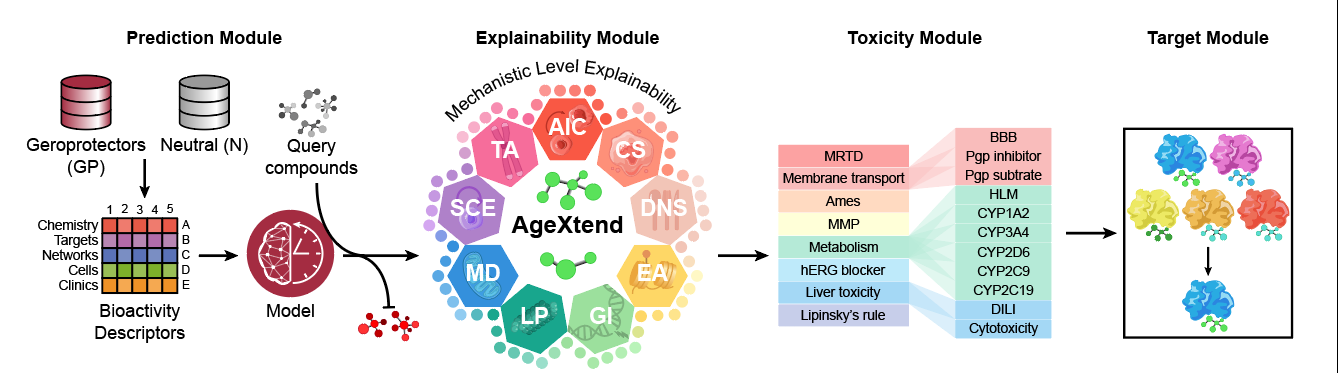 Prediction Module
Explainability Module
Toxicity Module
Target Module
Geroprotectors
(GP)
Neutral (N)
Query
compounds
1 2 3 4 5
Chemistry A
Targets B
Networks C
Cells D
Clinics E
Bioactivity
Descriptors
Model
Mechanistic Level Explainability
AIC
TA
CS
SCE
DNS
AgeXtend
MD
EA
LP
GI
MRTD
Membrane transport
Ames
MMP
Metabolism
hERG blocker
Liver toxicity
Lipinsky's rule
BBB
Pgp inhibitor
Pgp subtrate
HLM
CYP1A2
CYP3A4
CYP2D6
CYP2C9
CYP2C19
DILI
Cytotoxicity